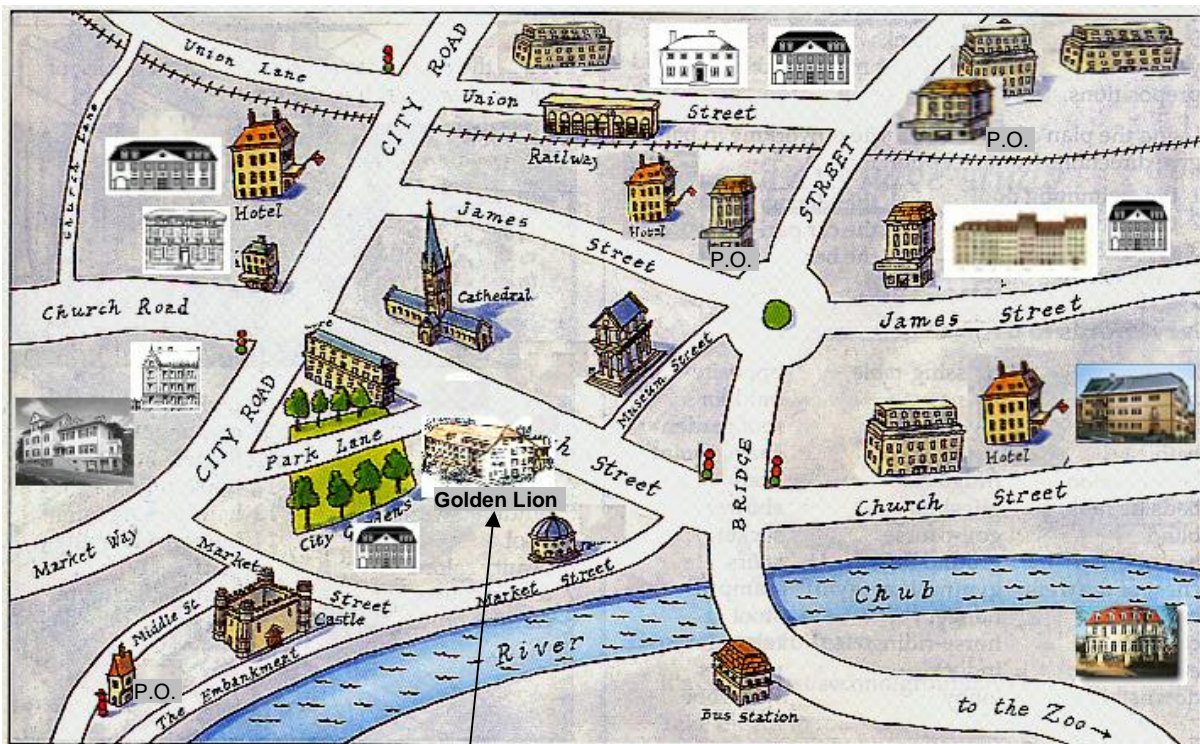 Union Lane
CITY ROAD
Union Street
P.O.
Railway
Church Lane
Hotel
James Street
STREET
Hotel
P.O.
Cathedral
Church Road
James Street
Museum Street
CITY ROAD
Park Lane
Hotel
Golden Lion
h Street
BRIDGE
Church Street
City
Market Way
Market Street
Market Street
Chub
Middle St
Castle
River
P.O.
The Embankment
Bus Station
to the Zoo